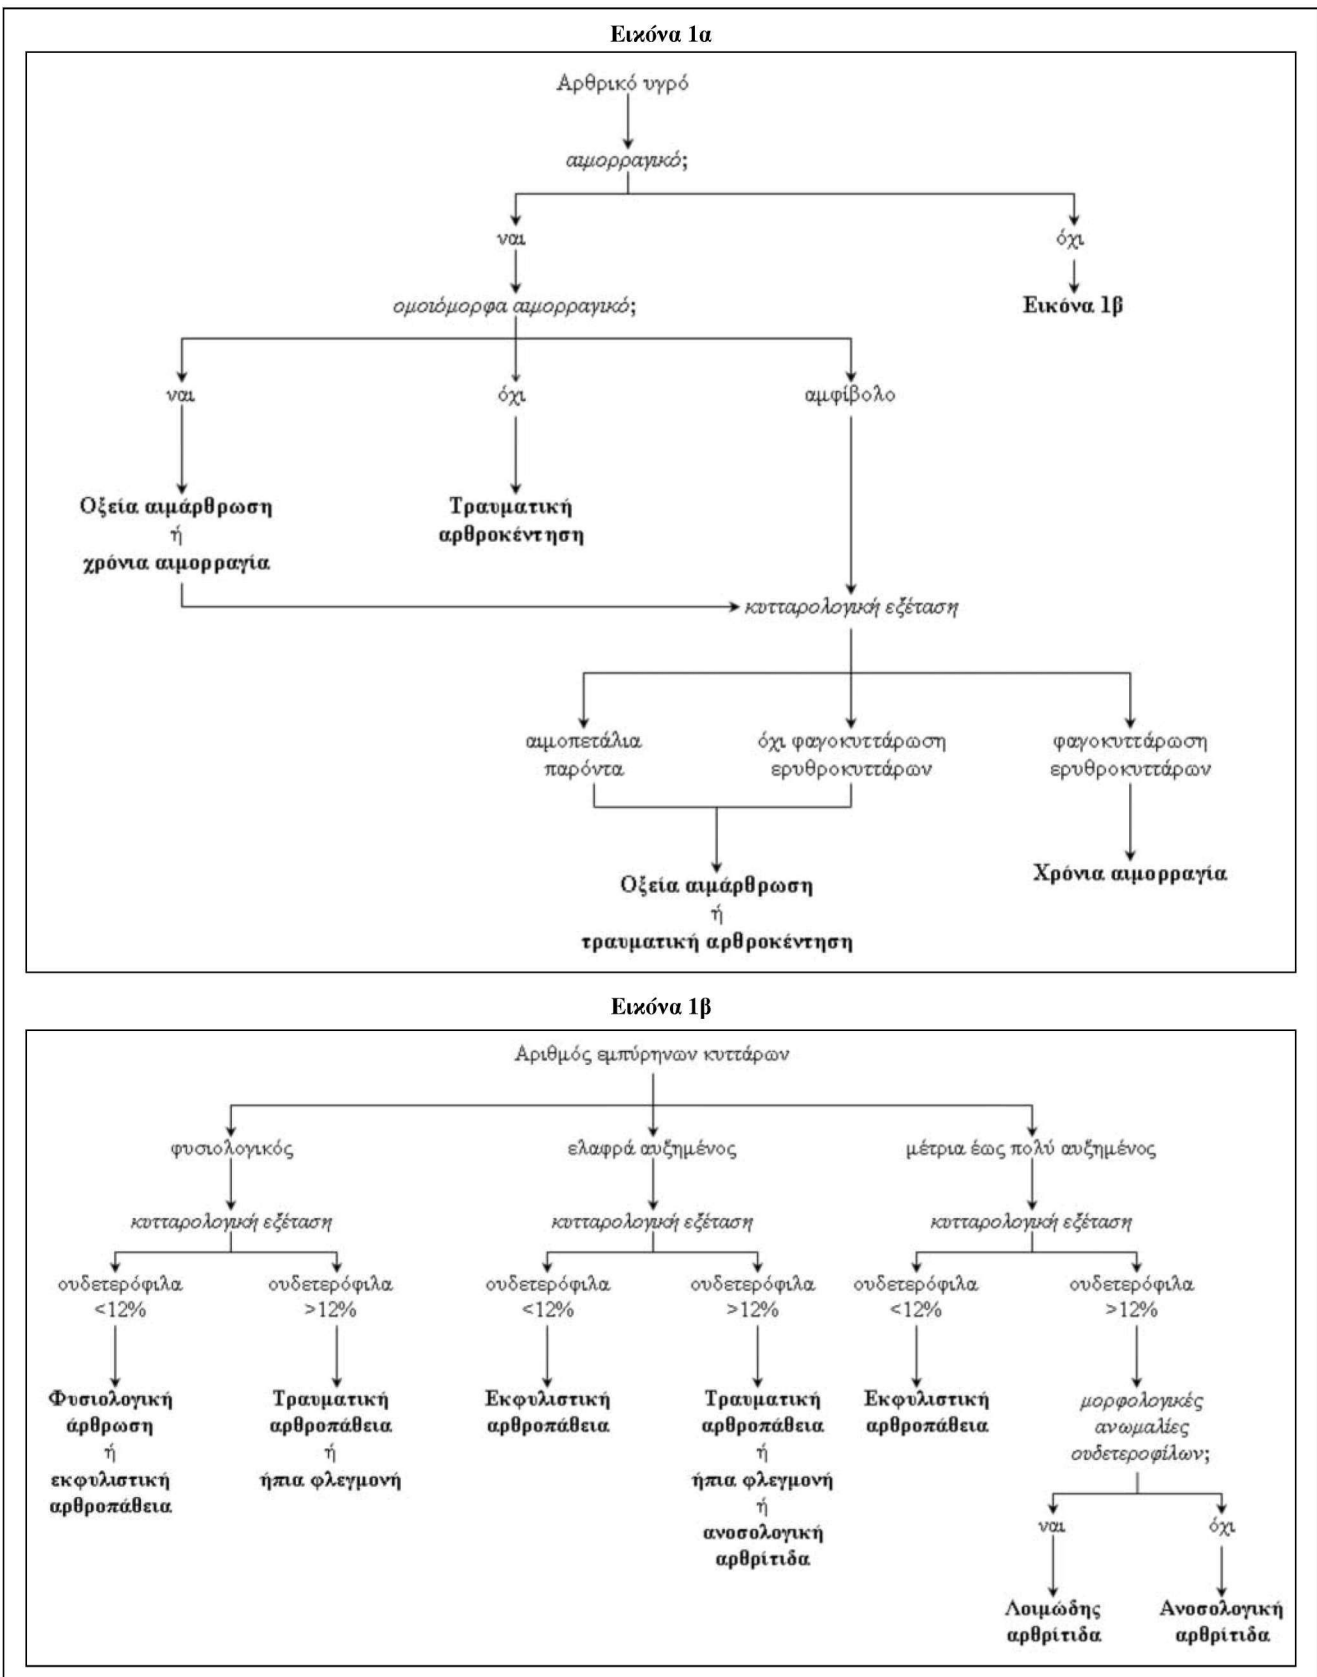 Εικόνα 1α
Αρθρικό υγρό
αιμορραγικό;
ναι
όχι
ομοιόμορφα αιμορραγικό;
Εικόνα 1β
ναι
όχι
αμφίβολο
Οξεία αιμάρθρωση
ή
χρόνια αιμορραγία
Τραυματική
αρθροκέντηση
κυτταρολογική εξέταση
αιμοπετάλια
παρόντα
όχι φαγοκυττάρωση
ερυθροκυττάρων
φαγοκυττάρωση
ερυθροκυττάρων
Οξεία αιμάρθρωση
ή
τραυματική αρθροκέντηση
Χρόνια αιμορραγία
Εικόνα 1β
Αριθμός εμπύρηνων κυττάρων
φυσιολογικός
ελαφρά αυξημένος
μέτρια έως πολύ αυξημένος
κυτταρολογική εξέταση
κυτταρολογική εξέταση
κυτταρολογική εξέταση
ουδετερόφιλα
<12%
ουδετερόφιλα
>12%
ουδετερόφιλα
<12%
ουδετερόφιλα
>12%
ουδετερόφιλα
<12%
ουδετερόφιλα
>12%
Φυσιολογική
άρθρωση
ή
εκφυλιστική
αρθροπάθεια
Τραυματική
αρθροπάθεια
ή
ήπια φλεγμονή
Εκφυλιστική
αρθροπάθεια
Τραυματική
αρθροπάθεια
ή
ήπια φλεγμονή
ή
ανοσολογική
αρθρίτιδα
Εκφυλιστική
αρθροπάθεια
μορφολογικές
ανωμαλίες
ουδετεροφίλων;
ναι
όχι
Λοιμώδης
αρθρίτιδα
Ανοσολογική
αρθρίτιδα